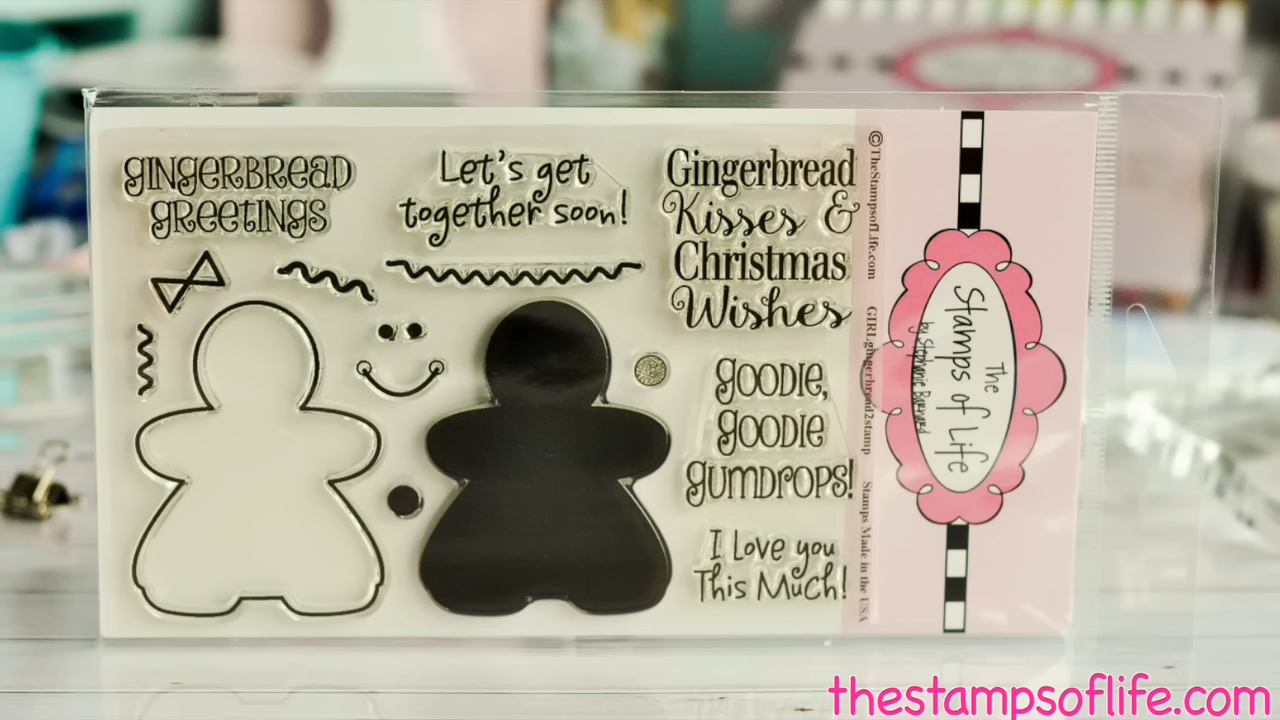 GINGERBREAD
GREETINGS
Let's get
together soon!
Gingerbread
Kisses &
Christmas
Wishes
GOODIE,
GOODIE
GUMDROPS!
I Love you
This Much!
©TheStampsofLife.com GIRLgingerbread2stamp Stamps Made in the USA
The
Stamps of Life
by Stephanie Barnard
thestampsoflife.com